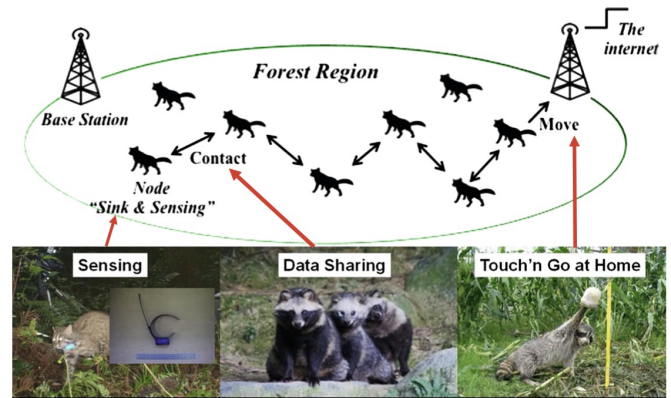 The
internet
Forest Region
Base Station
Move
Contact
Node
“Sink & Sensing”
Sensing
Data Sharing
Touch’n Go at Home